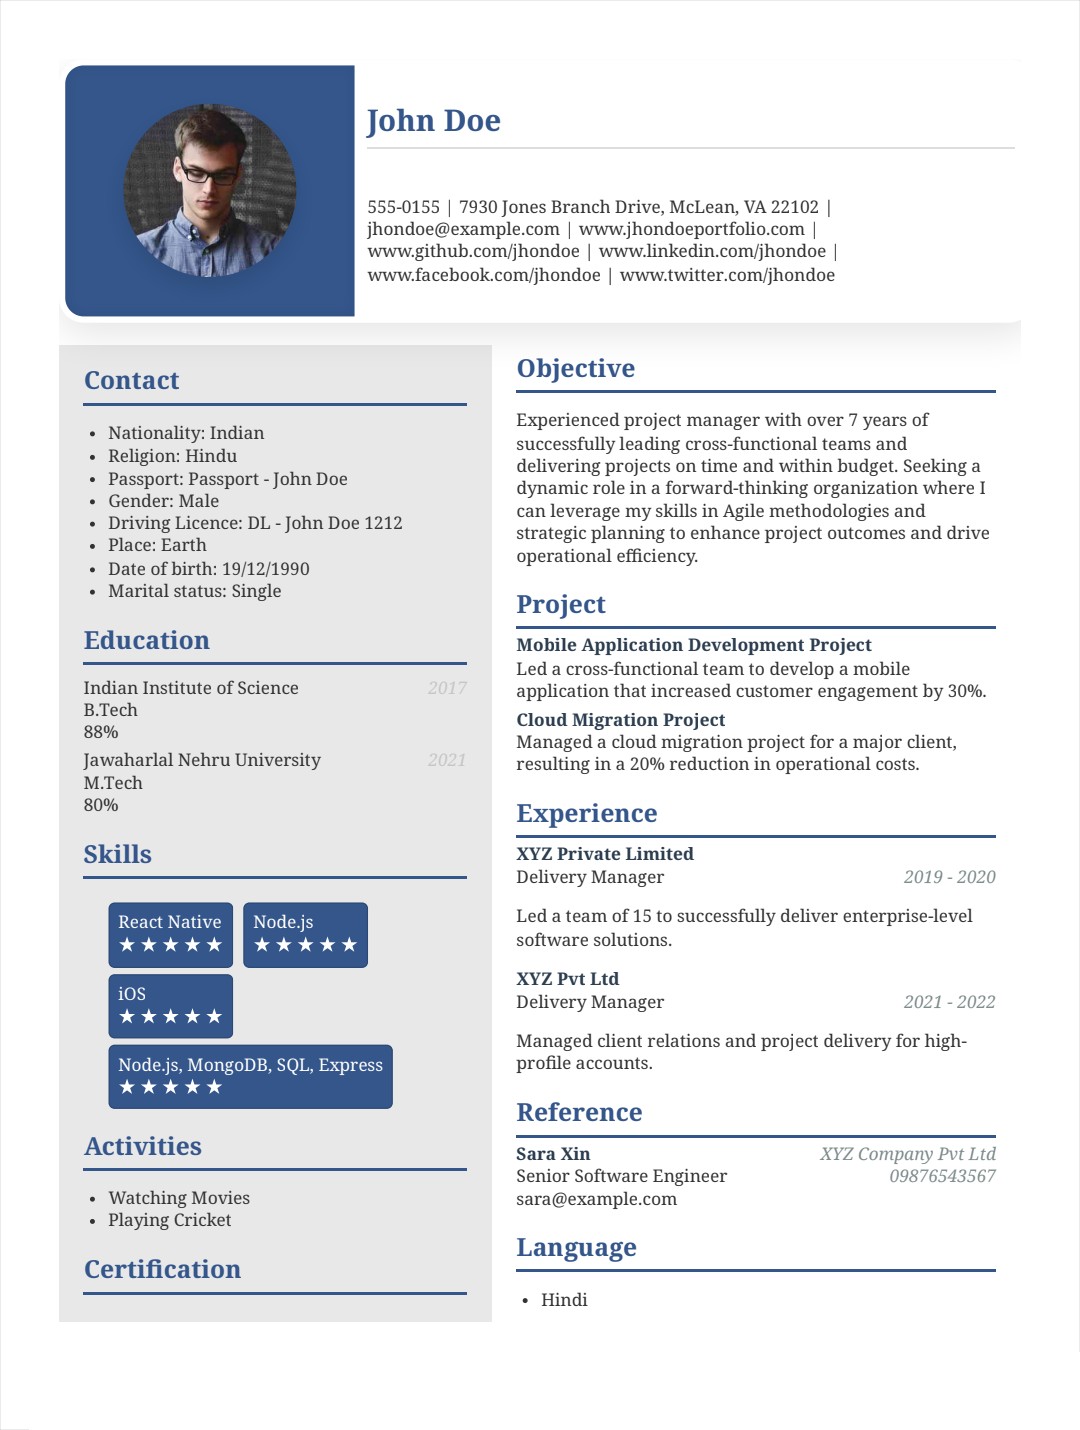 John Doe
555-0155 | 7930 Jones Branch Drive, McLean, VA 22102 |
jhondoe@example.com | www.jhondoeportfolio.com |
www.github.com/jhondoe | www.linkedin.com/jhondoe |
www.facebook.com/jhondoe | www.twitter.com/jhondoe
Contact
• Nationality: Indian
• Religion: Hindu
• Passport: Passport - John Doe
• Gender: Male
• Driving Licence: DL - John Doe 1212
• Place: Earth
• Date of birth: 19/12/1990
• Marital status: Single
Education
Indian Institute of Science 2017
B.Tech
88%
Jawaharlal Nehru University 2021
M.Tech
80%
Skills
React Native
★ ★ ★ ★ ★
Node.js
★ ★ ★ ★ ★
iOS
★ ★ ★ ★ ★
Node.js, MongoDB, SQL, Express
★ ★ ★ ★ ★
Activities
• Watching Movies
• Playing Cricket
Certification
Objective
Experienced project manager with over 7 years of
successfully leading cross-functional teams and
delivering projects on time and within budget. Seeking a
dynamic role in a forward-thinking organization where I
can leverage my skills in Agile methodologies and
strategic planning to enhance project outcomes and drive
operational efficiency.
Project
Mobile Application Development Project
Led a cross-functional team to develop a mobile
application that increased customer engagement by 30%.
Cloud Migration Project
Managed a cloud migration project for a major client,
resulting in a 20% reduction in operational costs.
Experience
XYZ Private Limited
Delivery Manager 2019 - 2020
Led a team of 15 to successfully deliver enterprise-level
software solutions.
XYZ Pvt Ltd
Delivery Manager 2021 - 2022
Managed client relations and project delivery for high-
profile accounts.
Reference
Sara Xin XYZ Company Pvt Ltd
Senior Software Engineer 09876543567
sara@example.com
Language
• Hindi